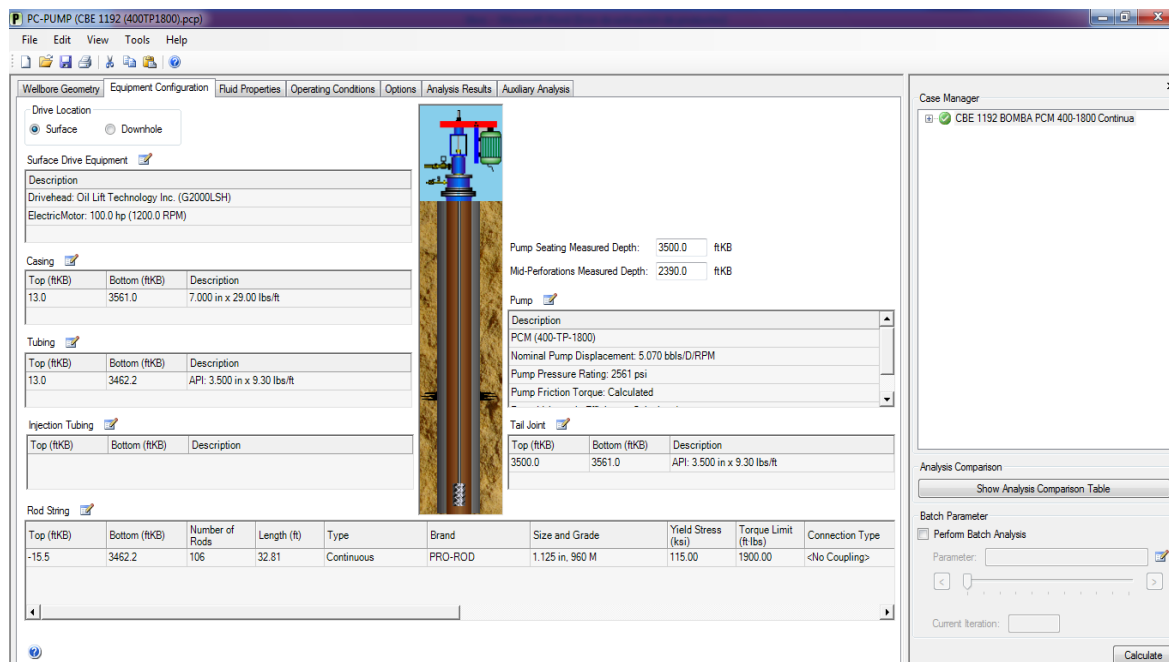 PC-PUMP (CBE 1192 (400TP1800).pcp)
File Edit View Tools Help
Wellbore Geometry Equipment Configuration Fluid Properties Operating Conditions Options Analysis Results Auxiliary Analysis
Drive Location
Surface Downhole
Surface Drive Equipment
Description
Drivehead: Oil Lift Technology Inc. (G2000LSH)
ElectricMotor: 100.0 hp (1200.0 RPM)
Casing
Top (ftKB) Bottom (ftKB) Description
13.0 3561.0 7.000 in x 29.00 lbs/ft
Tubing
Top (ftKB) Bottom (ftKB) Description
13.0 3462.2 API: 3.500 in x 9.30 lbs/ft
Injection Tubing
Top (ftKB) Bottom (ftKB) Description
Pump Seating Measured Depth: 3500.0 ftKB
Mid-Perforations Measured Depth: 2390.0 ftKB
Pump
Description
PCM (400-TP-1800)
Nominal Pump Displacement: 5.070 bbls/D/RPM
Pump Pressure Rating: 2561 psi
Pump Friction Torque: Calculated
Tail Joint
Top (ftKB) Bottom (ftKB) Description
3500.0 3561.0 API: 3.500 in x 9.30 lbs/ft
Rod String
Top (ftKB) Bottom (ftKB) Number of Rods Length (ft) Type Brand Size and Grade Yield Stress (ksi) Torque Limit (ft·lbs) Connection Type
-15.5 3462.2 106 32.81 Continuous PRO-ROD 1.125 in, 960 M 115.00 1900.00 <No Coupling>
Case Manager
CBE 1192 BOMBA PCM 400-1800 Continua
Analysis Comparison
Show Analysis Comparison Table
Batch Parameter
Perform Batch Analysis
Parameter:
< >
Current Iteration:
Calculate